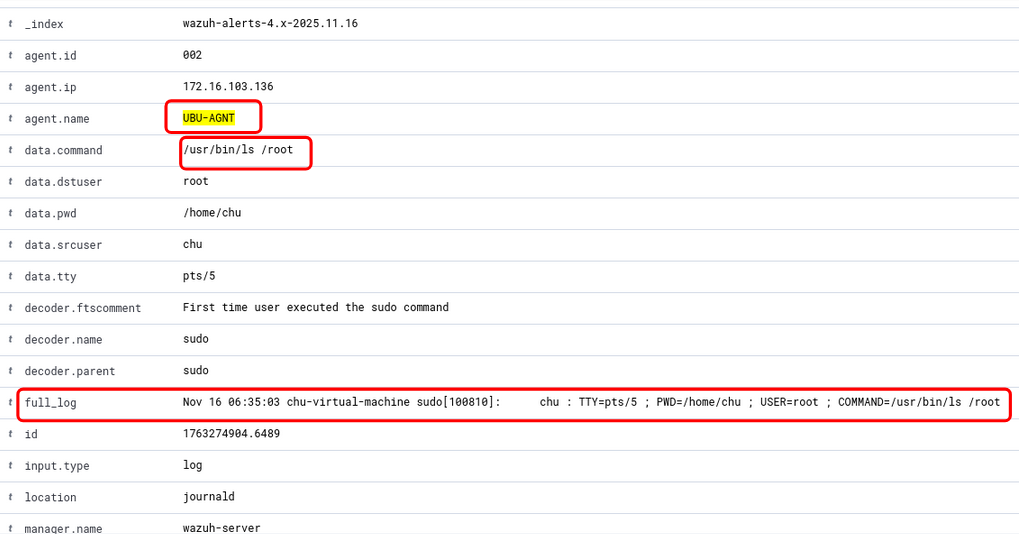 t _index wazuh-alerts-4.x-2025.11.16
t agent.id 002
t agent.ip 172.16.103.136
t agent.name UBU-AGNT
t data.command /usr/bin/ls /root
t data.dstuser root
t data.pwd /home/chu
t data.srcuser chu
t data.tty pts/5
t decoder.ftscomment First time user executed the sudo command
t decoder.name sudo
t decoder.parent sudo
t full_log Nov 16 06:35:03 chu-virtual-machine sudo[100810]: chu : TTY=pts/5 ; PWD=/home/chu ; USER=root ; COMMAND=/usr/bin/ls /root
t id 1763274904.6489
t input.type log
t location journald
t manager.name wazuh-server